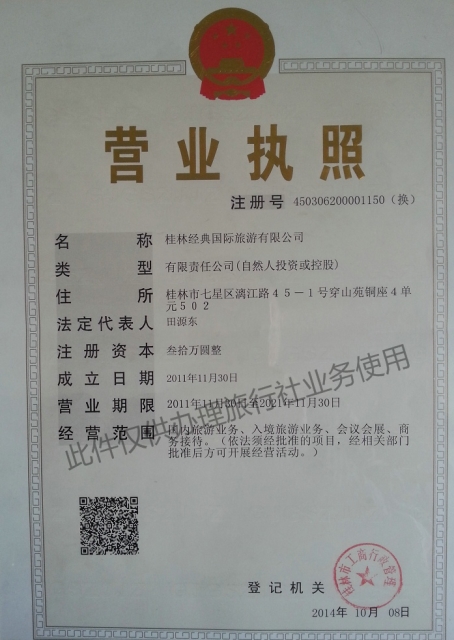 营业执照
注册号 450306200001150（换）
名称 桂林经典国际旅游有限公司
类型 有限责任公司(自然人投资或控股)
住所 桂林市七星区漓江路４５－１号穿山苑铜座４单
元５０２
法定代表人 田源东
注册资本 叁拾万圆整
成立日期 2011年11月30日
营业期限 2011年11月30日至2021年11月30日
经营范围 国内旅游业务、入境旅游业务、会议会展、商
务接待。（依法须经批准的项目，经相关部门
批准后方可开展经营活动。）
此件仅供办理旅行社业务使用
桂林市工商行政管理
登记机关
2014年 10月 08日